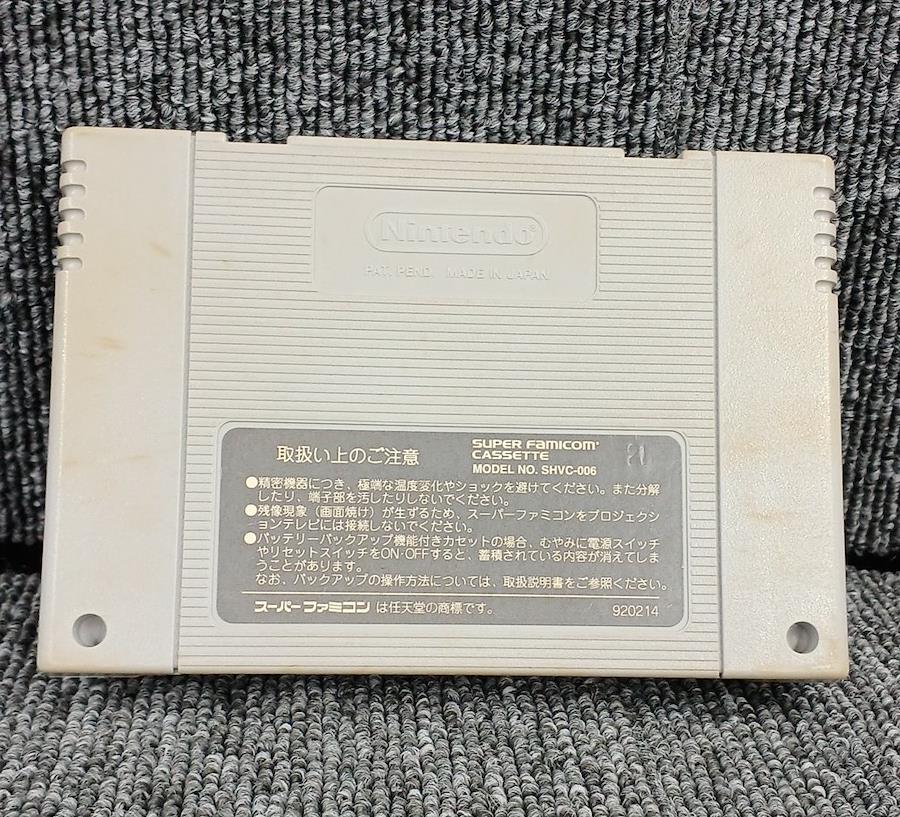 Nintendo®
PAT. PEND. MADE IN JAPAN
取扱い上のご注意
SUPER FAMICOM®
CASSETTE
MODEL NO. SHVC-006
●精密機器につき、極端な温度変化やショックを避けてください。また分解
したり、端子部を汚したりしないでください。
●残像現象（画面焼け）が生ずるため、スーパーファミコンをプロジェクシ
ョンテレビには接続しないでください。
●バッテリーバックアップ機能付きカセットの場合、むやみに電源スイッチ
やリセットスイッチをON・OFFすると、蓄積されている内容が消えてしま
うことがあります。
なお、バックアップの操作方法については、取扱説明書をご参照ください。
スーパーファミコン は任天堂の商標です。
920214